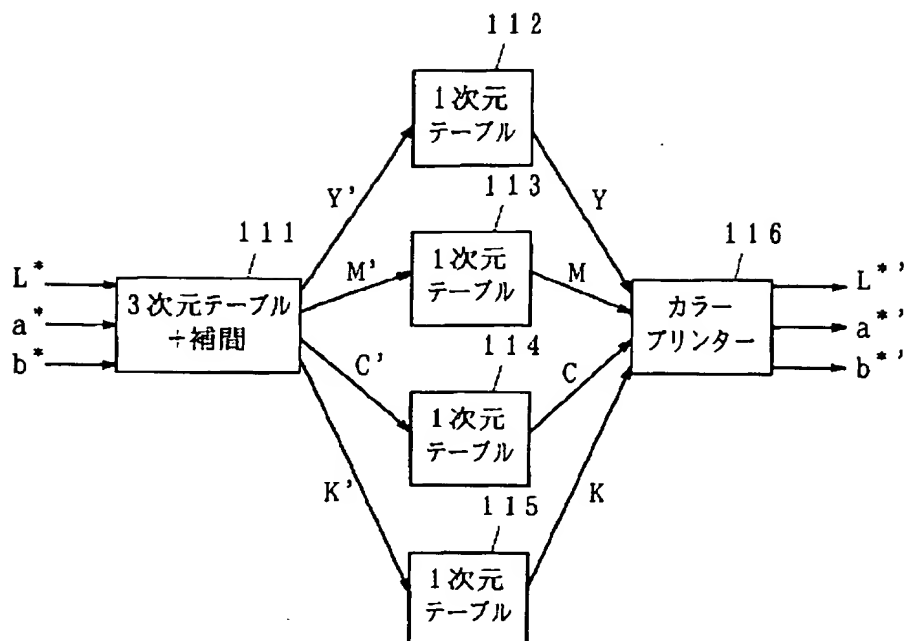 112
1次元
テーブル
Y'
113
Y
111
116
L*
M'
1次元
テーブル
M
L*'
a*
3次元テーブル
+補間
カラー
プリンター
a*'
b*
114
b*'
C'
C
1次元
テーブル
K'
115
K
1次元
テーブル